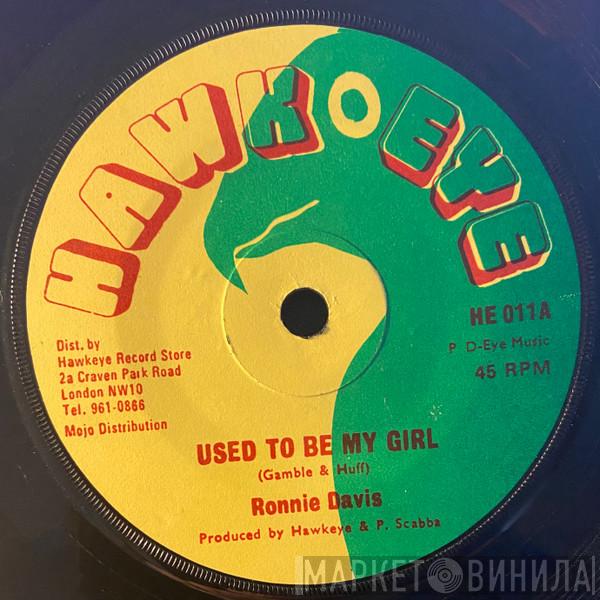 HAWKEYE
HE 011A
P D-Eye Music
45 RPM
Dist. by
Hawkeye Record Store
2a Craven Park Road
London NW10
Tel. 961-0866
Mojo Distribution
USED TO BE MY GIRL
(Gamble & Huff)
Ronnie Davis
Produced by Hawkeye & P. Scabba
МАРКЕТ ВИНИЛА